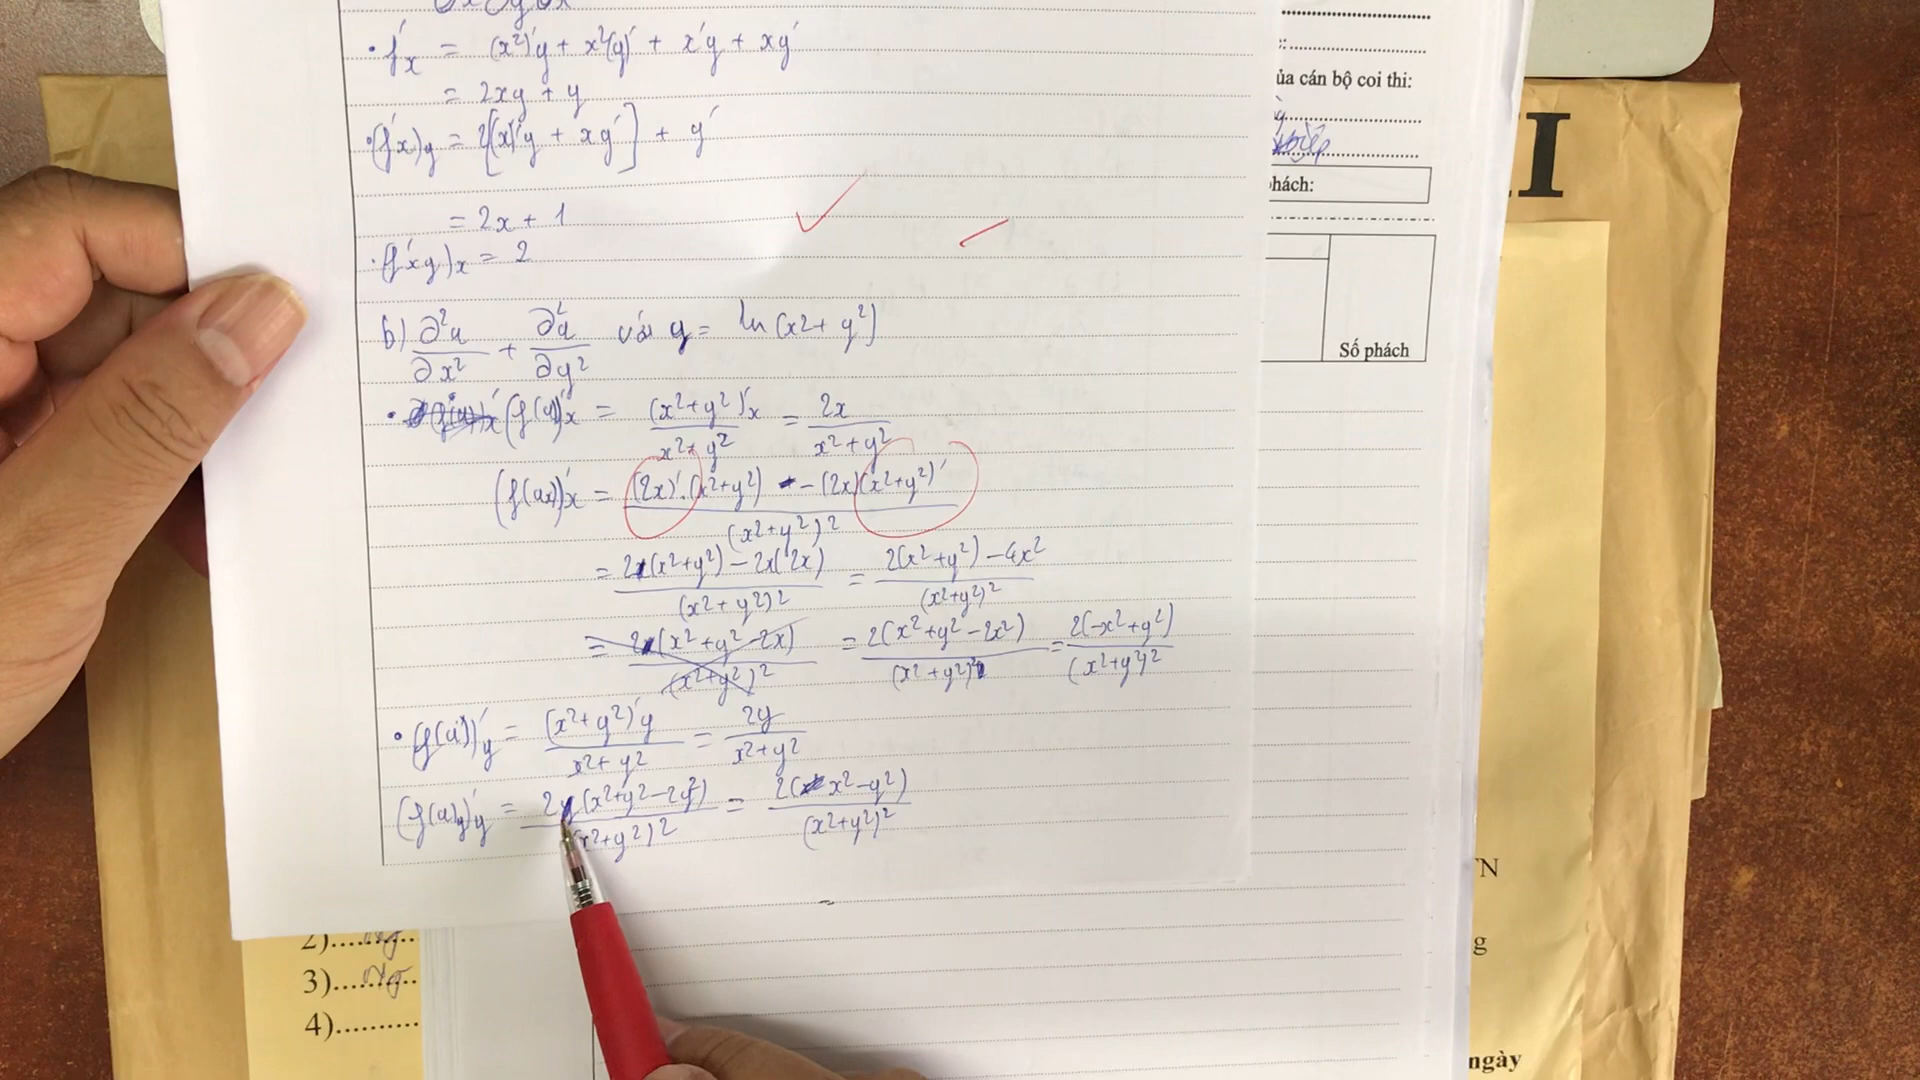 • f'x = (x²)'y + x²(y)' + x'y + xy'
= 2xy + y
• (f'x)y = 2[(x)'y + xy'] + y'
= 2x + 1
• (f'xy)x = 2
b) ∂²u/∂x² + ∂²u/∂y² với u = ln(x² + y²)
• (f(u))'x = (x²+y²)'x / x²+y² = 2x / x²+y²
(f(ux))'x = (2x)'.(x²+y²) - (2x)(x²+y²)' / (x²+y²)²
= 2(x²+y²) - 2x(2x) / (x²+y²)² = 2(x²+y²) - 4x² / (x²+y²)²
= 2(x²+y²-2x) / (x²+y²)² = 2(x²+y²-2x²) / (x²+y²)² = 2(-x²+y²) / (x²+y²)²
• (f(u))'y = (x²+y²)'y / x²+y² = 2y / x²+y²
(f(u)y)'y = 2(x²+y²-2y²) / (x²+y²)² = 2(x²-y²) / (x²+y²)²
ủa cán bộ coi thi:
hách:
Số phách
I
N
g
ngày
2)
3)
4)